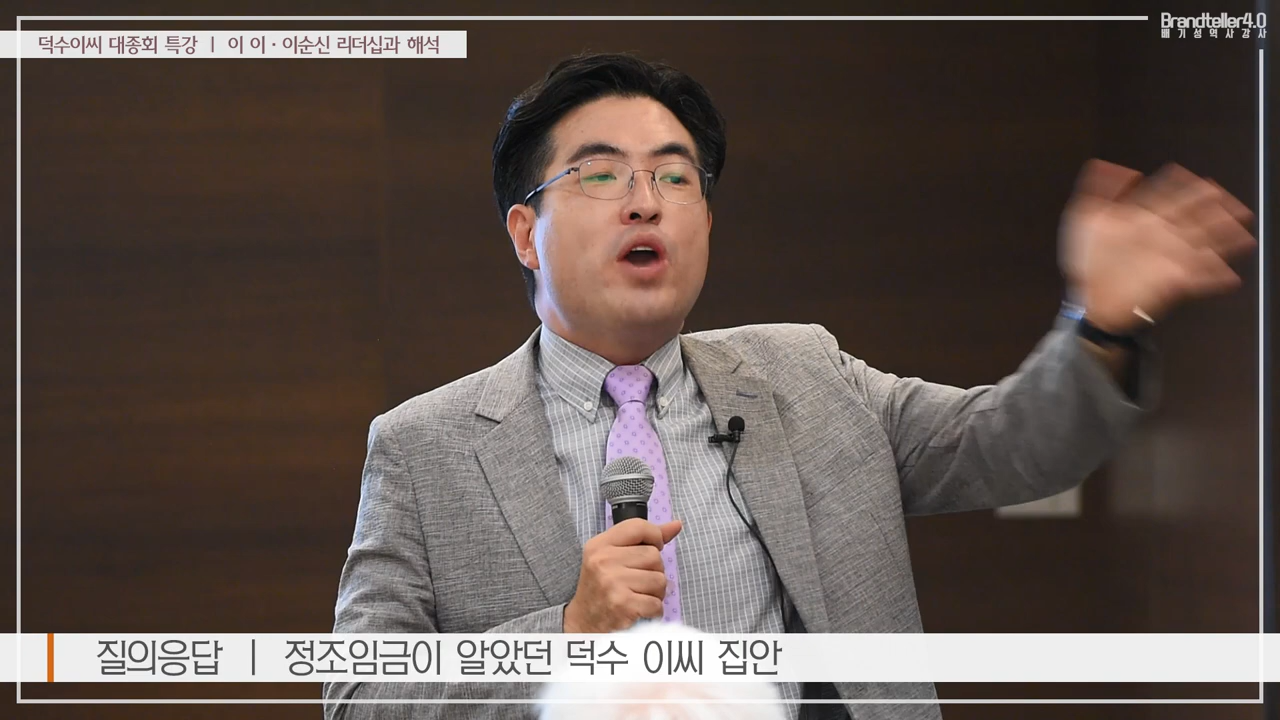 덕수이씨 대종회 특강 ㅣ 이 이 · 이순신 리더십과 해석
Brandteller4.0
배기성역사강사
질의응답 ㅣ 정조임금이 알았던 덕수 이씨 집안